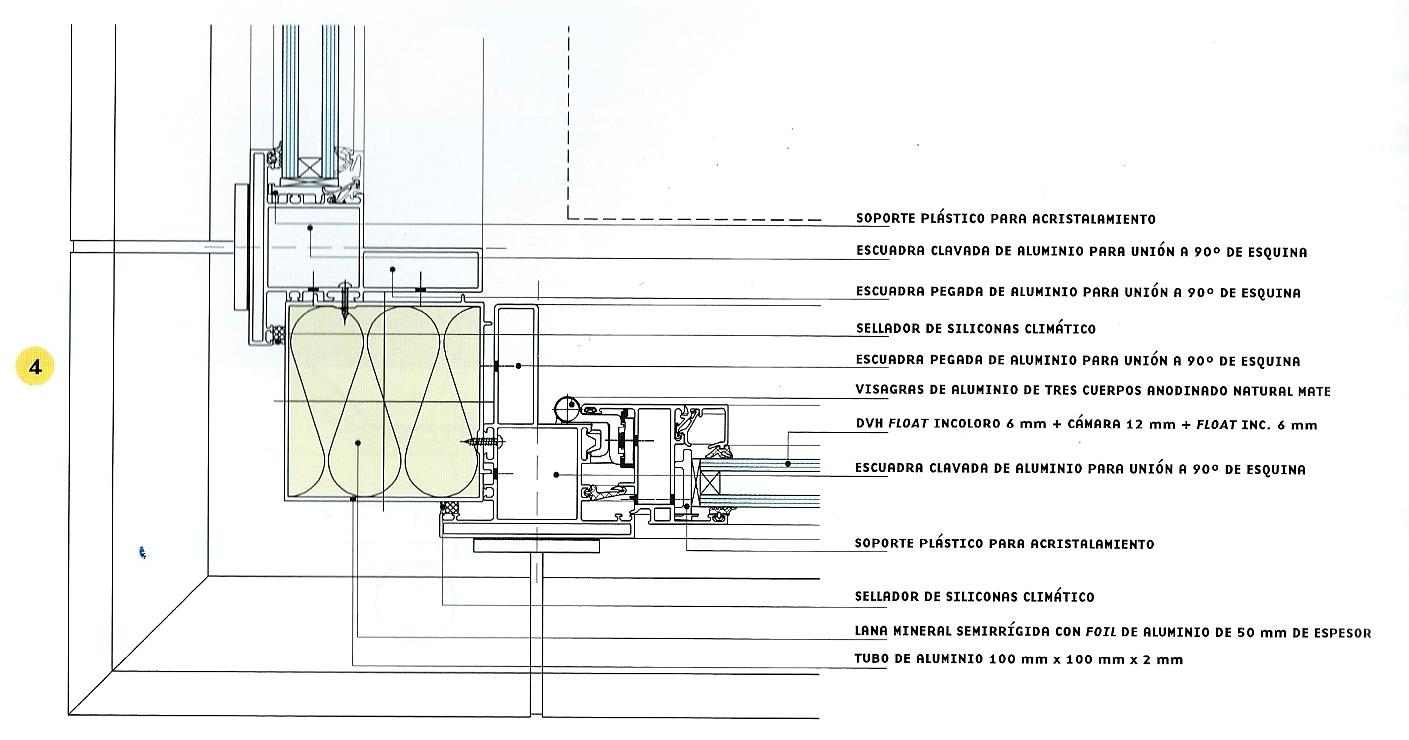 SOPORTE PLÁSTICO PARA ACRISTALAMIENTO
ESCUADRA CLAVADA DE ALUMINIO PARA UNIÓN A 90º DE ESQUINA
ESCUADRA PEGADA DE ALUMINIO PARA UNIÓN A 90º DE ESQUINA
SELLADOR DE SILICONAS CLIMÁTICO
4
ESCUADRA PEGADA DE ALUMINIO PARA UNIÓN A 90º DE ESQUINA
VISAGRAS DE ALUMINIO DE TRES CUERPOS ANODINADO NATURAL MATE
DVH FLOAT INCOLORO 6 mm + CÁMARA 12 mm + FLOAT INC. 6 mm
ESCUADRA CLAVADA DE ALUMINIO PARA UNIÓN A 90º DE ESQUINA
SOPORTE PLÁSTICO PARA ACRISTALAMIENTO
SELLADOR DE SILICONAS CLIMÁTICO
LANA MINERAL SEMIRRÍGIDA CON FOIL DE ALUMINIO DE 50 mm DE ESPESOR
TUBO DE ALUMINIO 100 mm x 100 mm x 2 mm